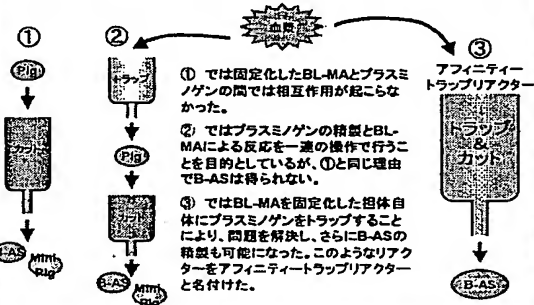 血漿
①
②
③
アフィニティー
トラップリアクター
Plg
トラップ
Plg
カット
カット
トラップ
&
カット
B-AS
Mini
Plg
B-AS
Mini
Plg
B-AS
① では固定化したBL-MAとプラスミ
ノゲンの間では相互作用が起こらな
かった。
② ではプラスミノゲンの精製とBL-
MAによる反応を一連の操作で行うこ
とを目的としているが、①と同じ理由
でB-ASは得られない。
③ ではBL-MAを固定化した担体自
体にプラスミノゲンをトラップすること
により、問題を解決し、さらにB-ASの
精製も可能になった。このようなリアク
ターをアフィニティートラップリアクター
と名付けた。